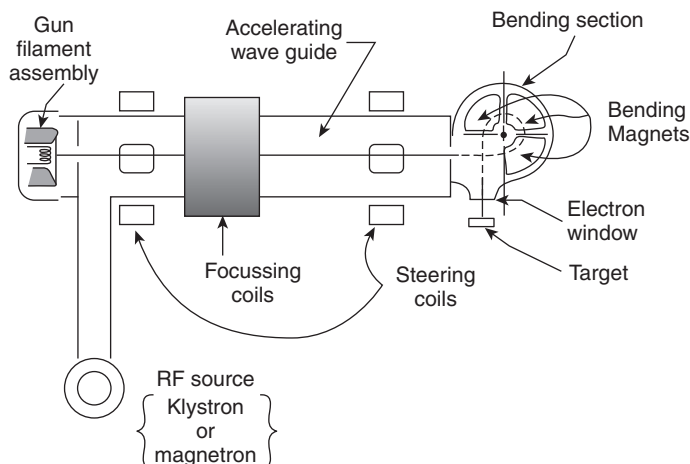 Gun
filament
assembly
Accelerating
wave guide
Bending section
Bending
Magnets
Electron
window
Target
Focussing
coils
Steering
coils
RF source
Klystron
or
magnetron